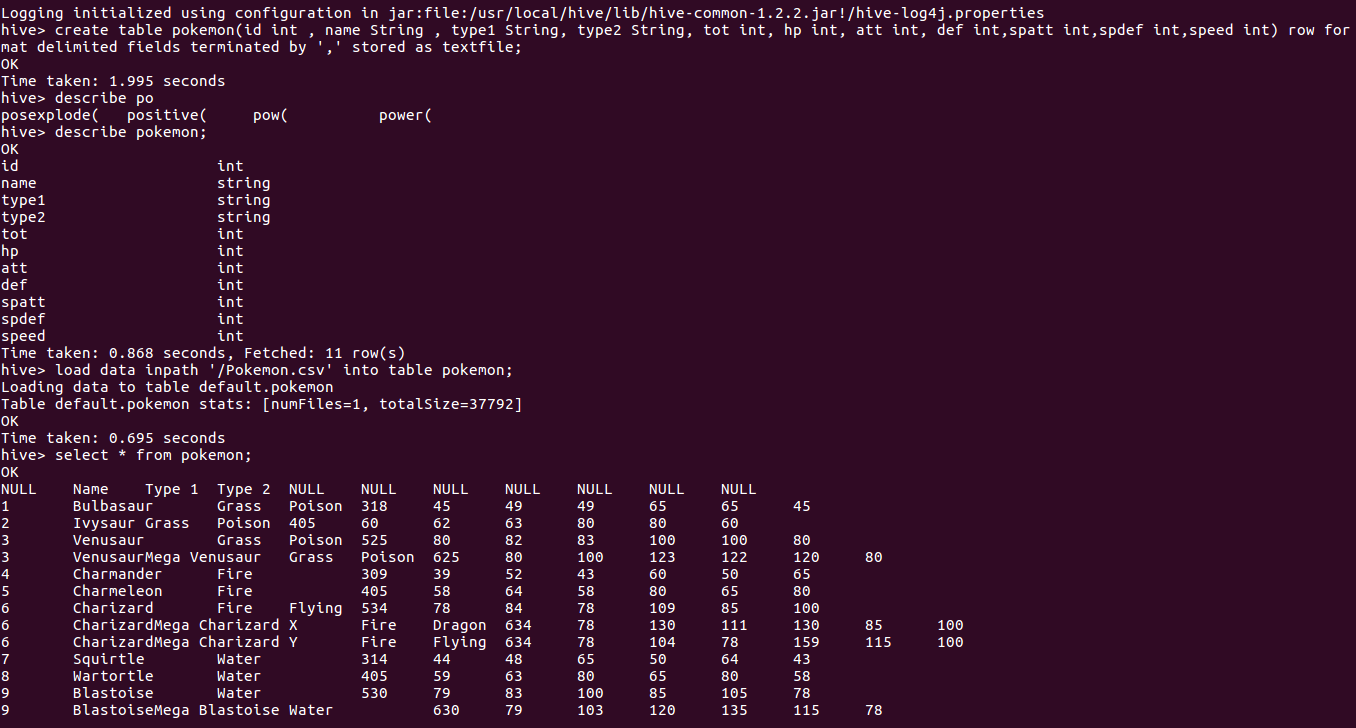 Logging initialized using configuration in jar:file:/usr/local/hive/lib/hive-common-1.2.2.jar!/hive-log4j.properties
hive> create table pokemon(id int , name String , type1 String, type2 String, tot int, hp int, att int, def int,spatt int,spdef int,speed int) row for
mat delimited fields terminated by ',' stored as textfile;
OK
Time taken: 1.995 seconds
hive> describe po
posexplode(   positive(     pow(          power(
hive> describe pokemon;
OK
id                      int
name                    string
type1                   string
type2                   string
tot                     int
hp                      int
att                     int
def                     int
spatt                   int
spdef                   int
speed                   int
Time taken: 0.868 seconds, Fetched: 11 row(s)
hive> load data inpath '/Pokemon.csv' into table pokemon;
Loading data to table default.pokemon
Table default.pokemon stats: [numFiles=1, totalSize=37792]
OK
Time taken: 0.695 seconds
hive> select * from pokemon;
OK
NULL    Name    Type 1  Type 2  NULL    NULL    NULL    NULL    NULL    NULL    NULL
1       Bulbasaur       Grass   Poison  318     45      49      49      65      65      45
2       Ivysaur Grass   Poison  405     60      62      63      80      80      60
3       Venusaur        Grass   Poison  525     80      82      83      100     100     80
3       VenusaurMega Venusaur   Grass   Poison  625     80      100     123     122     120     80
4       Charmander      Fire            309     39      52      43      60      50      65
5       Charmeleon      Fire            405     58      64      58      80      65      80
6       Charizard       Fire    Flying  534     78      84      78      109     85      100
6       CharizardMega Charizard X       Fire    Dragon  634     78      130     111     130     85      100
6       CharizardMega Charizard Y       Fire    Flying  634     78      104     78      159     115     100
7       Squirtle        Water           314     44      48      65      50      64      43
8       Wartortle       Water           405     59      63      80      65      80      58
9       Blastoise       Water           530     79      83      100     85      105     78
9       BlastoiseMega Blastoise Water           630     79      103     120     135     115     78